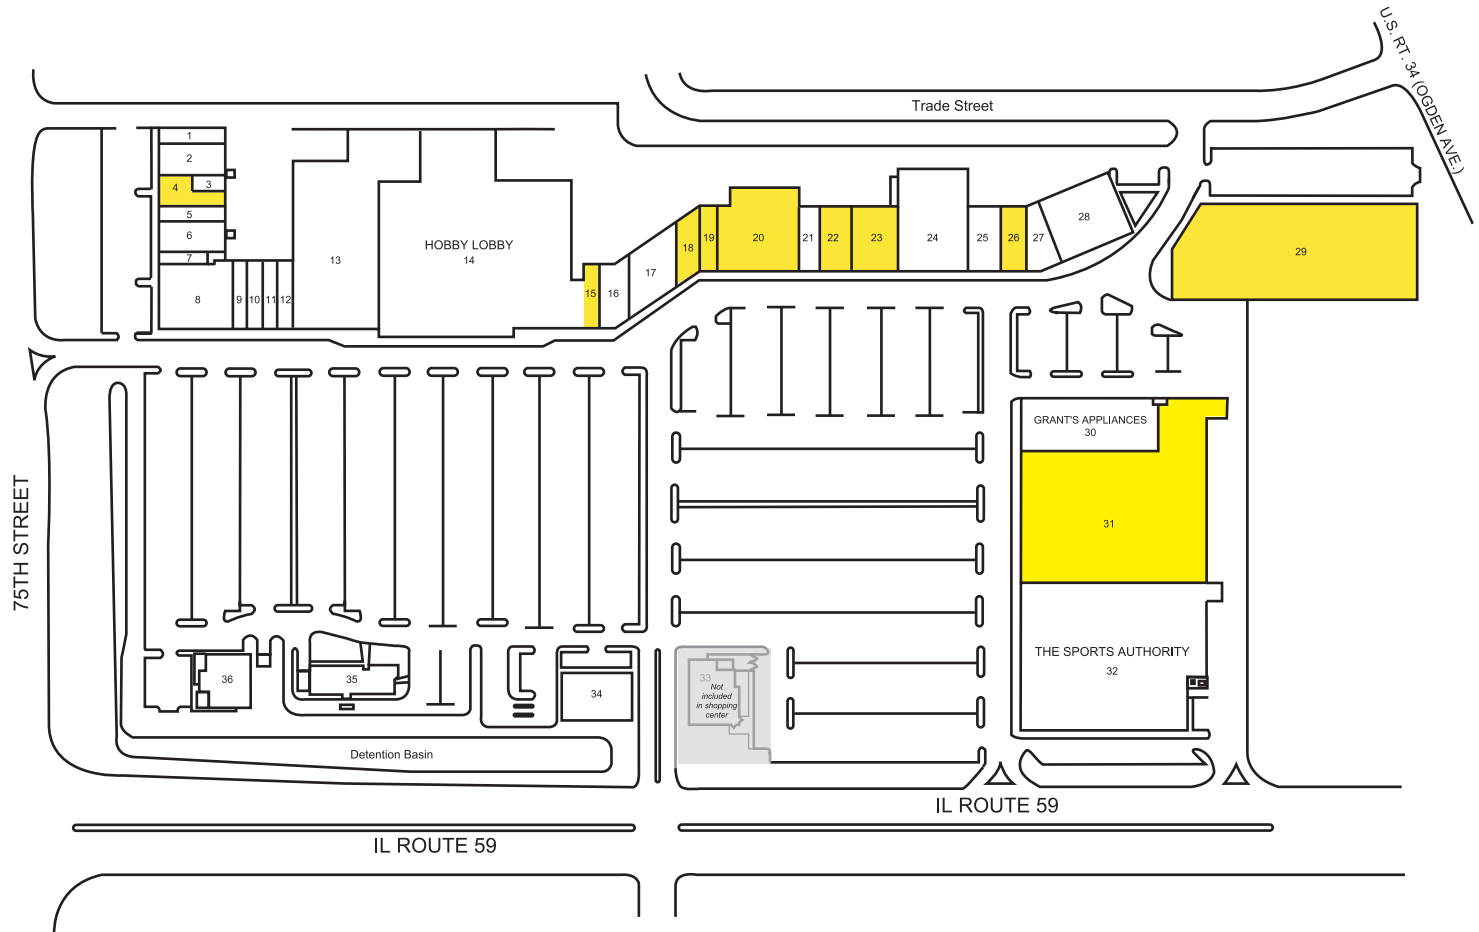 U.S. RT. 34 (OGDEN AVE.)
Trade Street
1
2
3
4
5
6
7
8
9
10
11
12
13
HOBBY LOBBY
14
15
16
17
18
19
20
21
22
23
24
25
26
27
28
29
GRANT'S APPLIANCES
30
31
THE SPORTS AUTHORITY
32
33
Not
included
in shopping
center
34
35
36
Detention Basin
75TH STREET
IL ROUTE 59
IL ROUTE 59